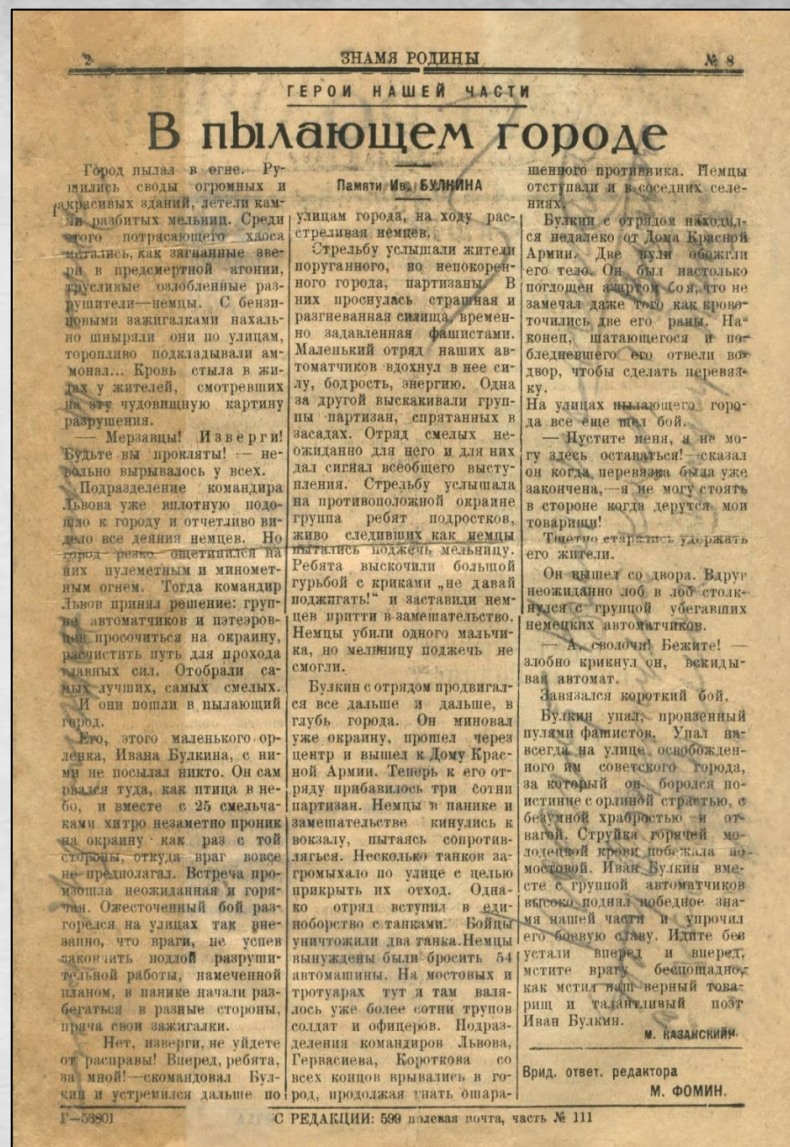 2
ЗНАМЯ РОДИНЫ
№ 8
ГЕРОИ НАШЕЙ ЧАСТИ
В пылающем городе
Памяти Ив. БУЛКИНА
Город пылал в огне. Ру-
шились своды огромных и
красивых зданий, летели кам-
ни разбитых мельниц. Среди
этого потрясающего хаоса
метались, как загнанные зве-
ри в предсмертной агонии,
трусливые озлобленные раз-
рушители—немцы. С бензи-
новыми зажигалками нахаль-
но шныряли они по улицам,
торопливо подкладывали ам-
монал... Кровь стыла в жи-
лах у жителей, смотревших
на эту чудовищную картину
разрушения.
— Мерзавцы! Изверги!
Будьте вы прокляты! — не-
вольно вырывалось у всех.
Подразделение командира
Львова уже вплотную подо-
шло к городу и отчетливо ви-
дело все деяния немцев. Но
город резко ощетинился на
них пулеметным и миномет-
ным огнем. Тогда командир
Львов принял решение: груп-
па автоматчиков и пэтееров-
цев просочиться на окраину,
расчистить путь для прохода
главных сил. Отобрали са-
мых лучших, самых смелых.
И они пошли в пылающий
город.
Его, этого маленького ор-
ленка, Ивана Булкина, с ни-
ми не посылал никто. Он сам
рвался туда, как птица в не-
бо, и вместе с 25 смельча-
ками хитро незаметно проник
на окраину как раз с той
стороны, откуда враг вовсе
не предполагал. Встреча про-
изошла неожиданная и горя-
чая. Ожесточенный бой раз-
горелся на улицах так вне-
запно, что враги, не успев
закончить подлой разруши-
тельной работы, намеченной
планом, в панике начали раз-
бегаться в разные стороны,
пряча свои зажигалки.
Нет, изверги, не уйдете
от расправы! Вперед, ребята,
за мной!—скомандовал Бул-
кин и устремился дальше по
улицам города, на ходу рас-
стреливая немцев.
Стрельбу услышали жители
поруганного, но непокорен-
ного города, партизаны. В
них проснулась страшная и
разгневанная силища, времен-
но задавленная фашистами.
Маленький отряд наших ав-
томатчиков вдохнул в нее си-
лу, бодрость, энергию. Одна
за другой выскакивали груп-
пы партизан, спрятанных в
засадах. Отряд смелых не-
ожиданно для него и для них
дал сигнал всеобщего высту-
пления. Стрельбу услышала
на противоположной окраине
группа ребят подростков,
живо следивших как немцы
пытались поджечь мельницу.
Ребята выскочили большой
гурьбой с криками „не давай
поджигать!“ и заставили нем-
цев притти в замешательство.
Немцы убили одного мальчи-
ка, но мельницу поджечь не
смогли.
Булкин с отрядом продвигал-
ся все дальше и дальше, в
глубь города. Он миновал
уже окраину, прошел через
центр и вышел к Дому Крас-
ной Армии. Теперь к его от-
ряду прибавилось три сотни
партизан. Немцы в панике и
замешательстве кинулись к
вокзалу, пытаясь сопротив-
ляться. Несколько танков за-
громыхало по улице с целью
прикрыть их отход. Одна-
ко отряд вступил в еди-
ноборство с танками. Бойцы
уничтожили два танка.Немцы
вынуждены были бросить 54
автомашины. На мостовых и
тротуарах тут и там валя-
лось уже более сотни трупов
солдат и офицеров. Подраз-
деления командиров Львова,
Гервасиева, Короткова со
всех концов врывались в го-
род, продолжая гнать ошара-
шенного противника. Немцы
отступали и в соседних селе-
ниях.
Булкин с отрядом находил-
ся недалеко от Дома Красной
Армии. Две пули обожгли
его тело. Он был настолько
поглощен азартом боя, что не
замечал даже того как крово-
точились две его раны. На-
конец, шатающегося и по-
бледневшего его отвели во
двор, чтобы сделать перевяз-
ку.
На улицах пылающего горо-
да все еще шел бой.
— Пустите меня, я не мо-
гу здесь оставаться!—сказал
он когда перевязка была уже
закончена,—я не могу стоять
в стороне когда дерутся мои
товарищи!
Тщетно старались удержать
его жители.
Он вышел со двора. Вдруг
неожиданно лоб в лоб столк-
нулся с группой убегавших
немецких автоматчиков.
— А, сволочи! Бежите! —
злобно крикнул он, вскиды-
вая автомат.
Завязался короткий бой.
Булкин упал, пронзенный
пулями фашистов. Упал на-
всегда на улице освобожден-
ного им советского города,
за который он боролся по-
истине с орлиной страстью, с
безумной храбростью и от-
вагой. Струйка горячей мо-
лодецкой крови побежала по
мостовой. Иван Булкин вме-
сте с группой автоматчиков
высоко поднял победное зна-
мя нашей части и упрочил
его боевую славу. Идите без
устали вперед и вперед,
мстите врагу беспощадно,
как мстил наш верный това-
рищ и талантливый поэт
Иван Булкин.
М. КАЗАНСКИЙ.
Врид. ответ. редактора
М. ФОМИН.
Г—53801
С РЕДАКЦИИ: 599 полевая почта, часть № 111